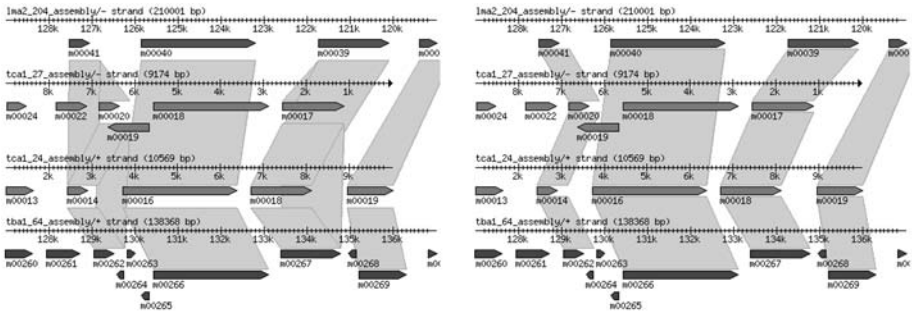 lma2_204_assembly/- strand (210001 bp)
128k 127k 126k 125k 124k 123k 122k 121k 120k
m00041 m00040 m00039 m0
tca1_27_assembly/- strand (9174 bp)
8k 7k 6k 5k 4k 3k 2k 1k
m00024 m00022 m00020 m00018 m00017
m00019
tca1_24_assembly/+ strand (10569 bp)
2k 3k 4k 5k 6k 7k 8k 9k
m00013 m00014 m00016 m00018 m00019
tba1_64_assembly/+ strand (138368 bp)
128k 129k 130k 131k 132k 133k 134k 135k 136k
m00260 m00261 m00262 m00263 m00267 m00268 m0
m00264 m00266 m00269
m00265
lma2_204_assembly/- strand (210001 bp)
128k 127k 126k 125k 124k 123k 122k 121k 120k
m00041 m00040 m00039 m00
tca1_27_assembly/- strand (9174 bp)
8k 7k 6k 5k 4k 3k 2k 1k
m00024 m00022 m00020 m00018 m00017
m00019
tca1_24_assembly/+ strand (10569 bp)
2k 3k 4k 5k 6k 7k 8k 9k
m00013 m00014 m00016 m00018 m00019
tba1_64_assembly/+ strand (138368 bp)
128k 129k 130k 131k 132k 133k 134k 135k 136k
m00260 m00261 m00262 m00263 m00267 m00268 m00
m00264 m00266 m00269
m00265